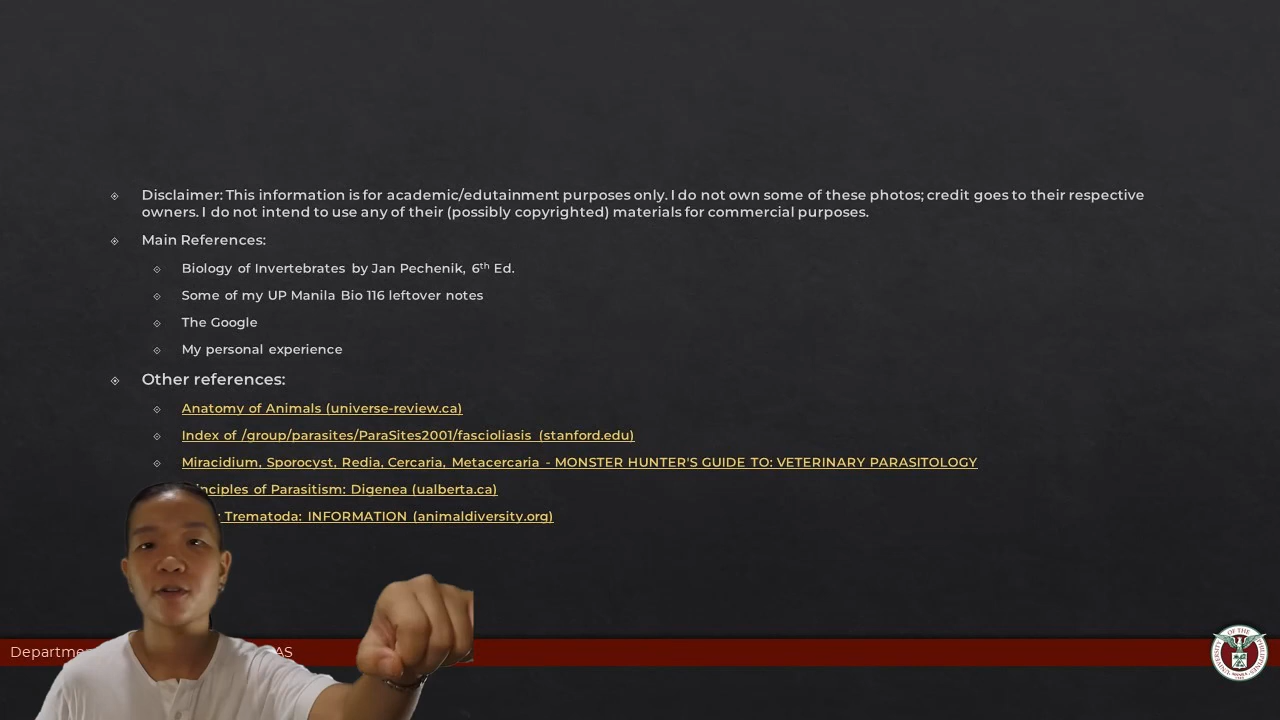 Disclaimer: This information is for academic/edutainment purposes only. I do not own some of these photos; credit goes to their respective
owners. I do not intend to use any of their (possibly copyrighted) materials for commercial purposes.
Main References:
Biology of Invertebrates by Jan Pechenik, 6th Ed.
Some of my UP Manila Bio 116 leftover notes
The Google
My personal experience
Other references:
Anatomy of Animals (universe-review.ca)
Index of /group/parasites/ParaSites2001/fascioliasis (stanford.edu)
Miracidium, Sporocyst, Redia, Cercaria, Metacercaria - MONSTER HUNTER'S GUIDE TO: VETERINARY PARASITOLOGY
of Parasitism: Digenea (ualberta.ca)
Trematoda: INFORMATION (animaldiversity.org)